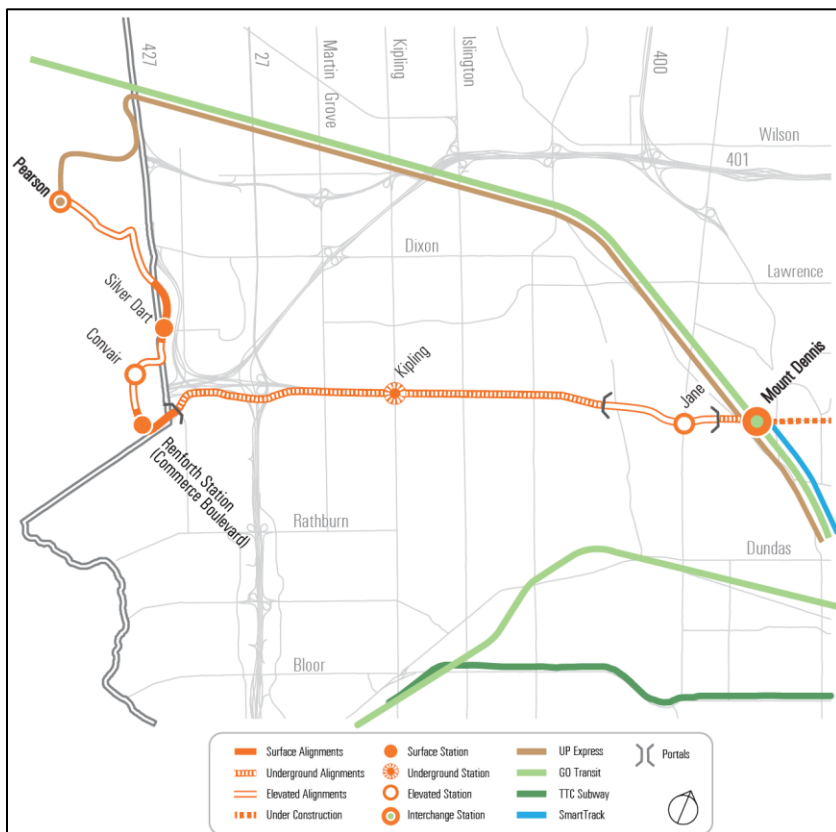 427
27
Martin Grove
Kipling
Islington
400
Wilson
401
Pearson
Dixon
Lawrence
Silver Dart
Convair
Kipling
Jane
Mount Dennis
Renforth Station
(Commerce Boulevard)
Rathburn
Dundas
Bloor
Surface Alignments
Underground Alignments
Elevated Alignments
Under Construction
Surface Station
Underground Station
Elevated Station
Interchange Station
UP Express
GO Transit
TTC Subway
SmartTrack
Portals